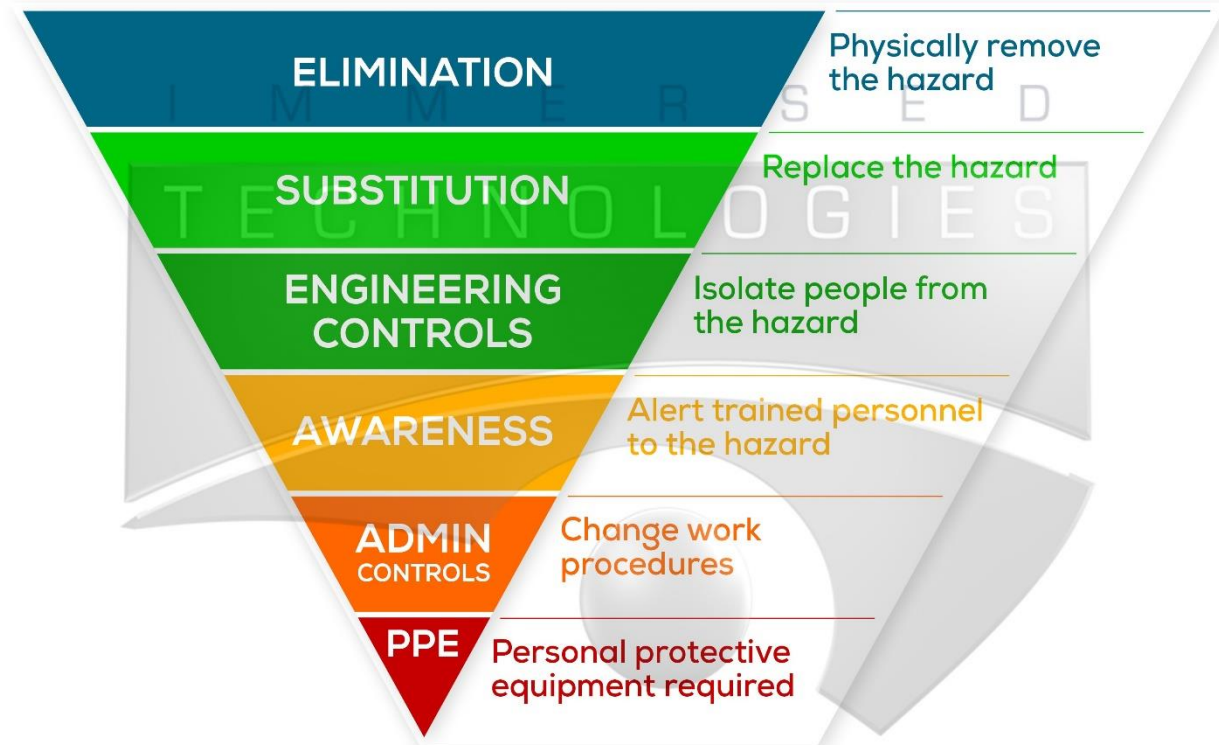 ELIMINATION
Physically remove
the hazard
IMMERSED
SUBSTITUTION
Replace the hazard
TECHNOLOGIES
ENGINEERING
CONTROLS
Isolate people from
the hazard
AWARENESS
Alert trained personnel
to the hazard
ADMIN
CONTROLS
Change work
procedures
PPE
Personal protective
equipment required